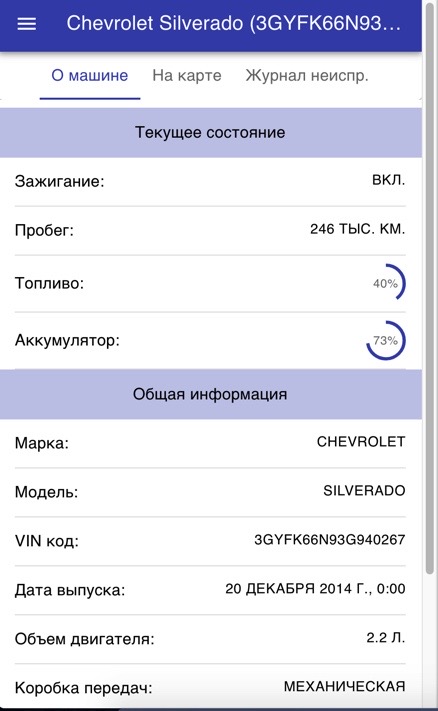 Chevrolet Silverado (3GYFK66N93...
О машине На карте Журнал неиспр.
Текущее состояние
Зажигание: ВКЛ.
Пробег: 246 ТЫС. КМ.
Топливо: 40%
Аккумулятор: 73%
Общая информация
Марка: CHEVROLET
Модель: SILVERADO
VIN код: 3GYFK66N93G940267
Дата выпуска: 20 ДЕКАБРЯ 2014 Г., 0:00
Объем двигателя: 2.2 Л.
Коробка передач: МЕХАНИЧЕСКАЯ